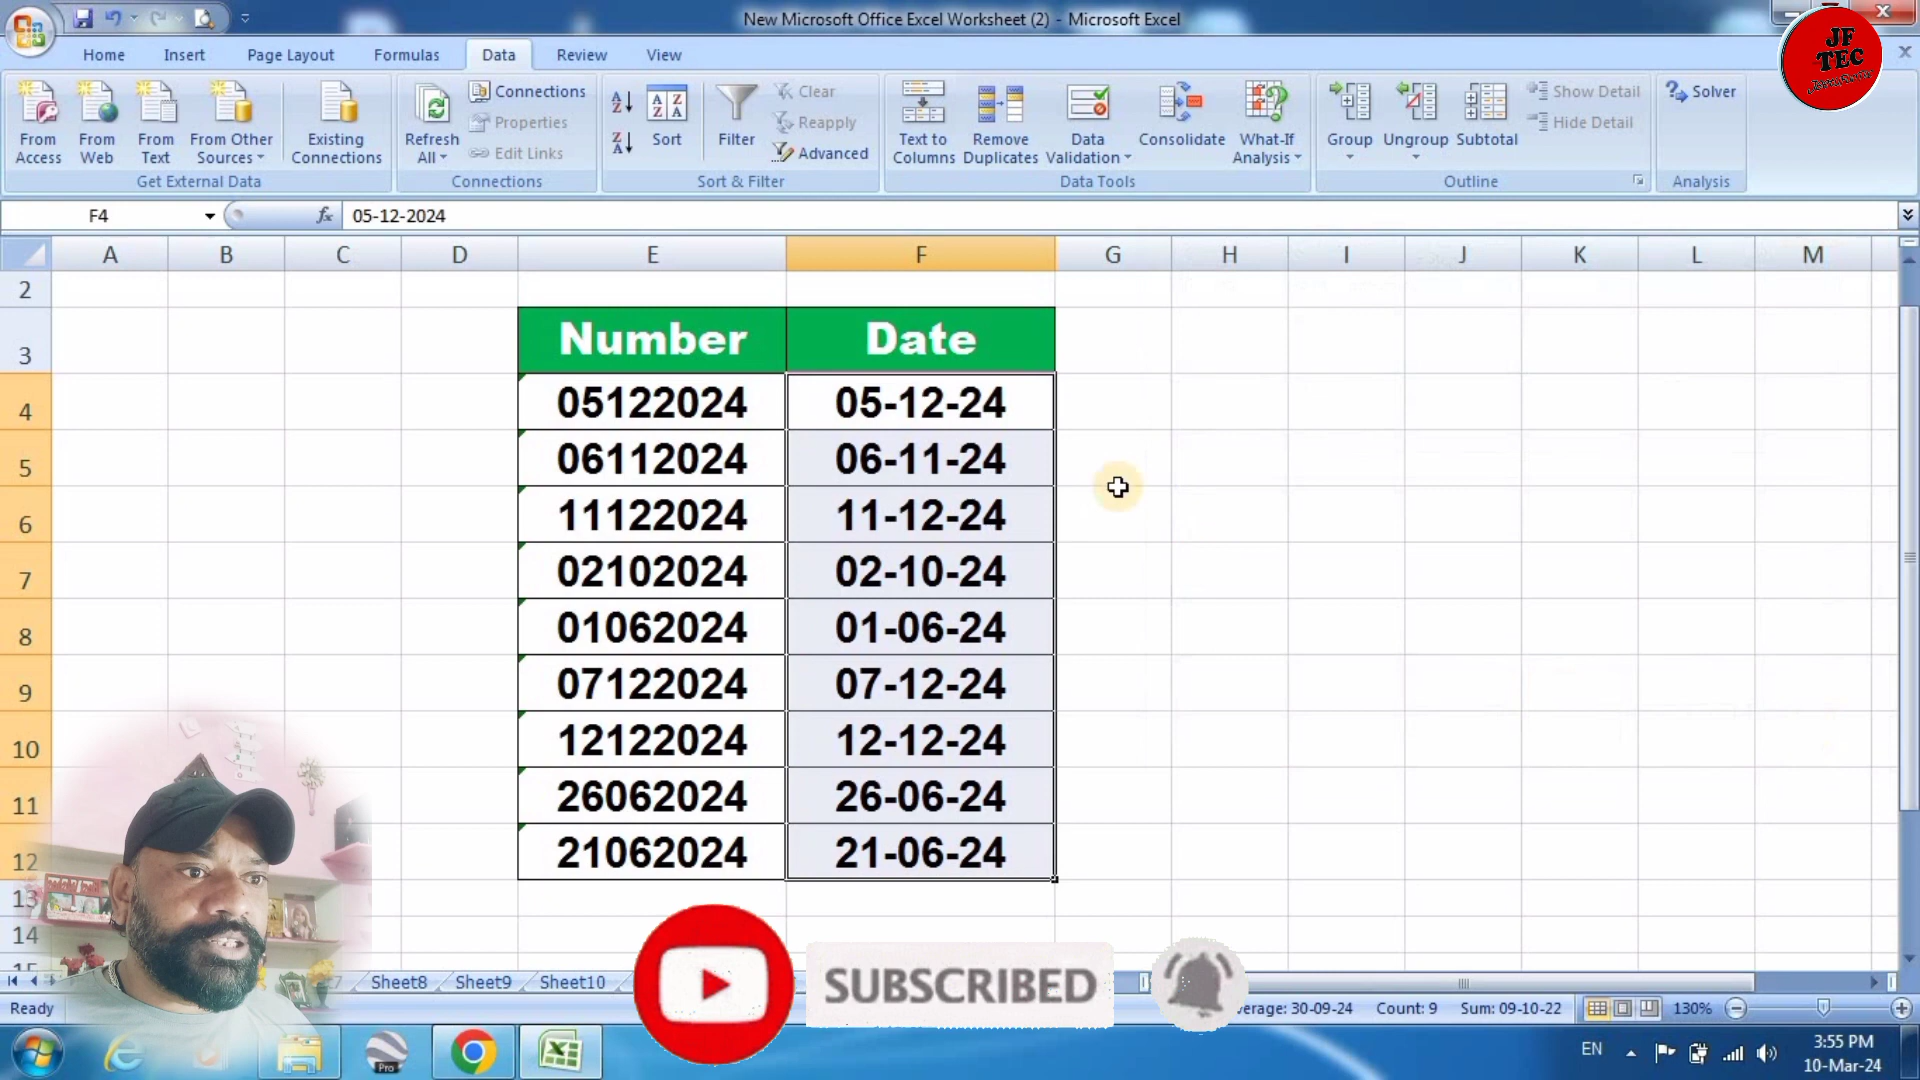 New Microsoft Office Excel Worksheet (2) - Microsoft Excel
JF
TEC
Home Insert Page Layout Formulas Data Review View
From Access
From Web
From Text
From Other Sources
Existing Connections
Get External Data
Refresh All
Connections
Properties
Edit Links
Connections
Sort
Filter
Clear
Reapply
Advanced
Sort & Filter
Text to Columns
Remove Duplicates
Data Validation
Consolidate
What-If Analysis
Data Tools
Group
Ungroup
Subtotal
Show Detail
Hide Detail
Outline
Solver
Analysis
F4 fx 05-12-2024
A B C D E F G H I J K L M
2
3 Number Date
4 05122024 05-12-24
5 06112024 06-11-24
6 11122024 11-12-24
7 02102024 02-10-24
8 01062024 01-06-24
9 07122024 07-12-24
10 12122024 12-12-24
11 26062024 26-06-24
12 21062024 21-06-24
13
14
SUBSCRIBED
Sheet8 Sheet9 Sheet10
Ready
verage: 30-09-24 Count: 9 Sum: 09-10-22 130%
Pro
EN
3:55 PM
10-Mar-24